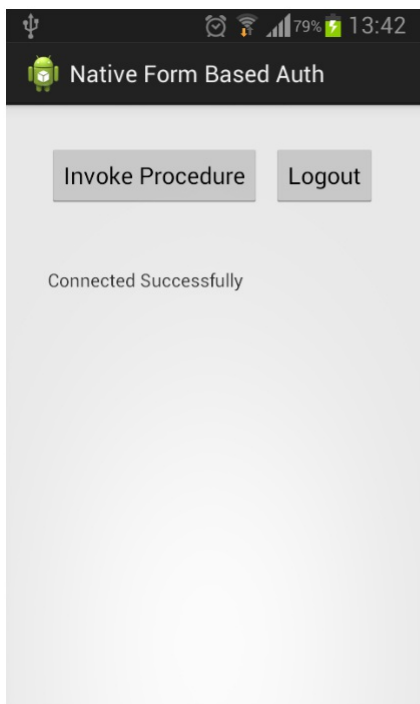 79% 13:42
Native Form Based Auth
Invoke Procedure Logout
Connected Successfully